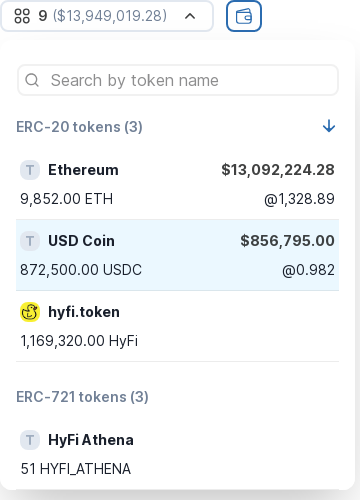 9 ($13,949,019.28)
Search by token name
ERC-20 tokens (3)
T Ethereum $13,092,224.28
9,852.00 ETH @1,328.89
T USD Coin $856,795.00
872,500.00 USDC @0.982
hyfi.token
1,169,320.00 HyFi
ERC-721 tokens (3)
T HyFi Athena
51 HYFI_ATHENA